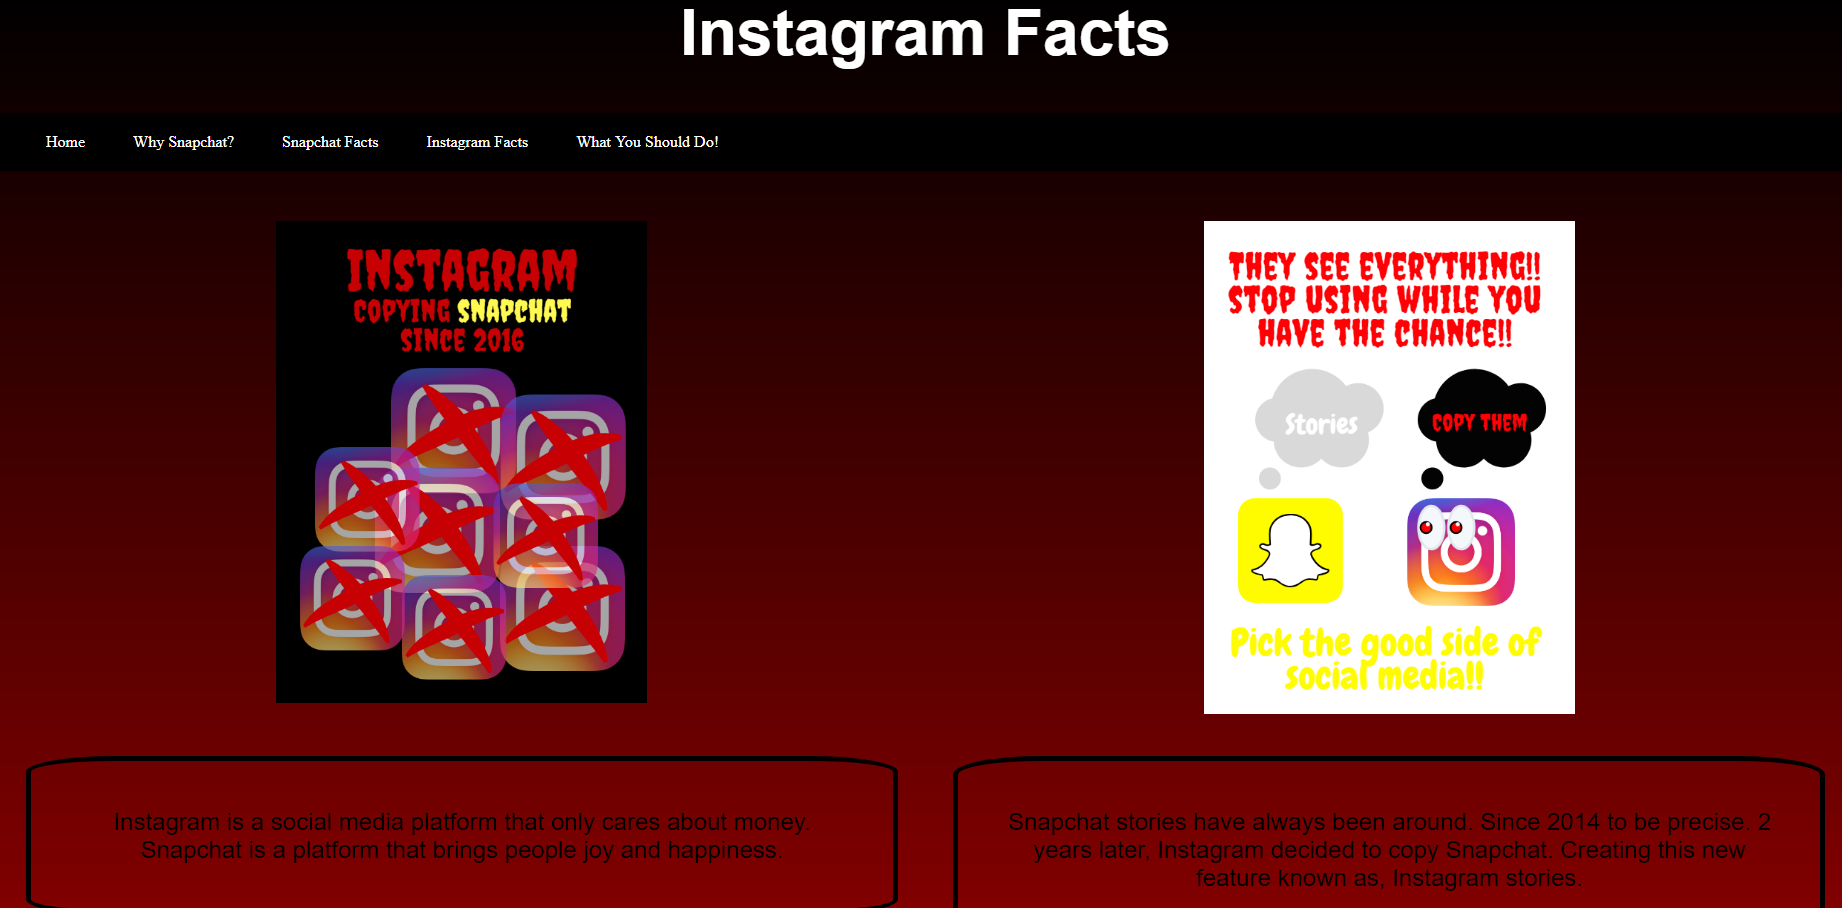 Instagram Facts
Home Why Snapchat? Snapchat Facts Instagram Facts What You Should Do!
INSTAGRAM
COPYING SNAPCHAT
SINCE 2016
THEY SEE EVERYTHING!!
STOP USING WHILE YOU
HAVE THE CHANCE!!
Stories
COPY THEM
Pick the good side of
social media!!
Instagram is a social media platform that only cares about money.
Snapchat is a platform that brings people joy and happiness.
Snapchat stories have always been around. Since 2014 to be precise. 2
years later, Instagram decided to copy Snapchat. Creating this new
feature known as, Instagram stories.